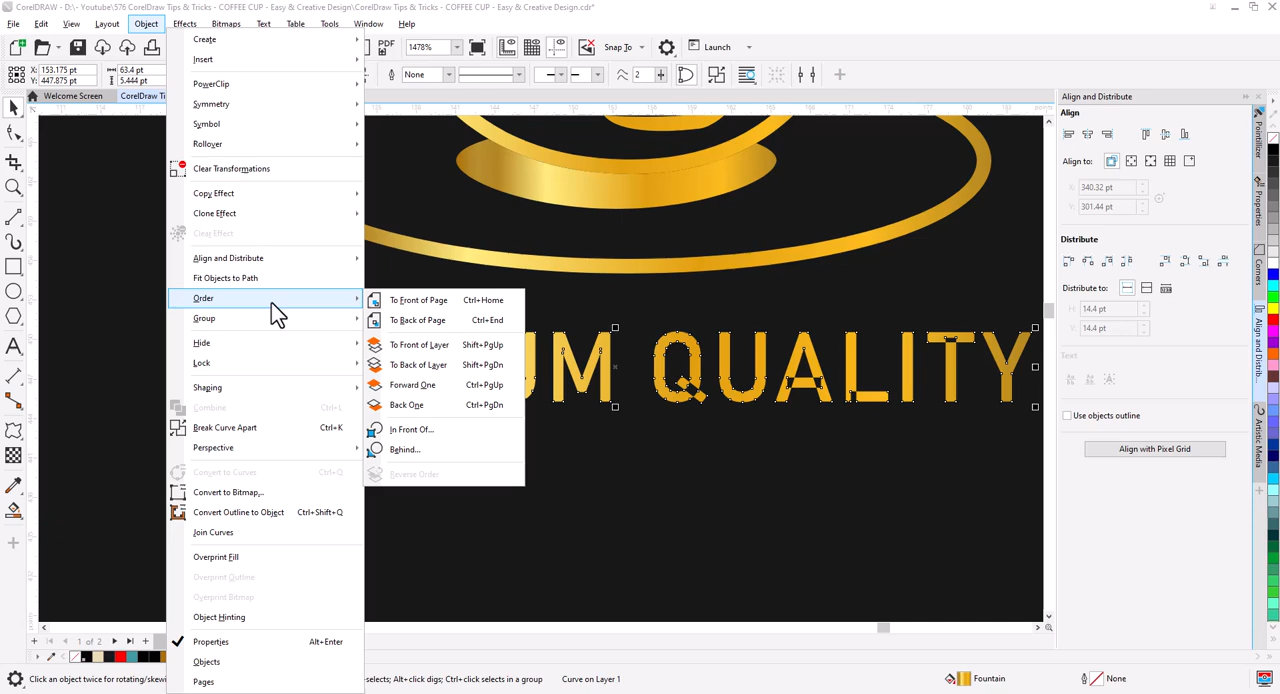 CorelDRAW - D:\- Youtube\576 CorelDraw Tips & Tricks - COFFEE CUP - Easy & Creative Design\CorelDraw Tips & Tricks - COFFEE CUP - Easy & Creative Design.cdr*
File Edit View Layout Object Effects Bitmaps Text Table Tools Window Help
PDF 1478% Snap To Launch
X: 153.175 pt 63.4 pt
Y: 447.875 pt 5.444 pt
None 2
Welcome Screen CorelDraw Ti
Create
Insert
PowerClip
Symmetry
Symbol
Rollover
Clear Transformations
Copy Effect
Clone Effect
Clear Effect
Align and Distribute
Fit Objects to Path
Order
Group
Hide
Lock
Shaping
Combine Ctrl+L
Break Curve Apart Ctrl+K
Perspective
Convert to Curves Ctrl+Q
Convert to Bitmap...
Convert Outline to Object Ctrl+Shift+Q
Join Curves
Overprint Fill
Overprint Outline
Overprint Bitmap
Object Hinting
Properties Alt+Enter
Objects
Pages
To Front of Page Ctrl+Home
To Back of Page Ctrl+End
To Front of Layer Shift+PgUp
To Back of Layer Shift+PgDn
Forward One Ctrl+PgUp
Back One Ctrl+PgDn
In Front Of...
Behind...
Reverse Order
UM QUALITY
Align and Distribute
Align
Align to:
X: 340.32 pt
Y: 301.44 pt
Distribute
Distribute to:
H: 14.4 pt
V: 14.4 pt
Text
Use objects outline
Align with Pixel Grid
Pointillizer
Properties
Corners
Align and Distrib...
Artistic Media
1 of 2
Click an object twice for rotating/skewi
selects; Alt+click digs; Ctrl+click selects in a group Curve on Layer 1
Fountain None